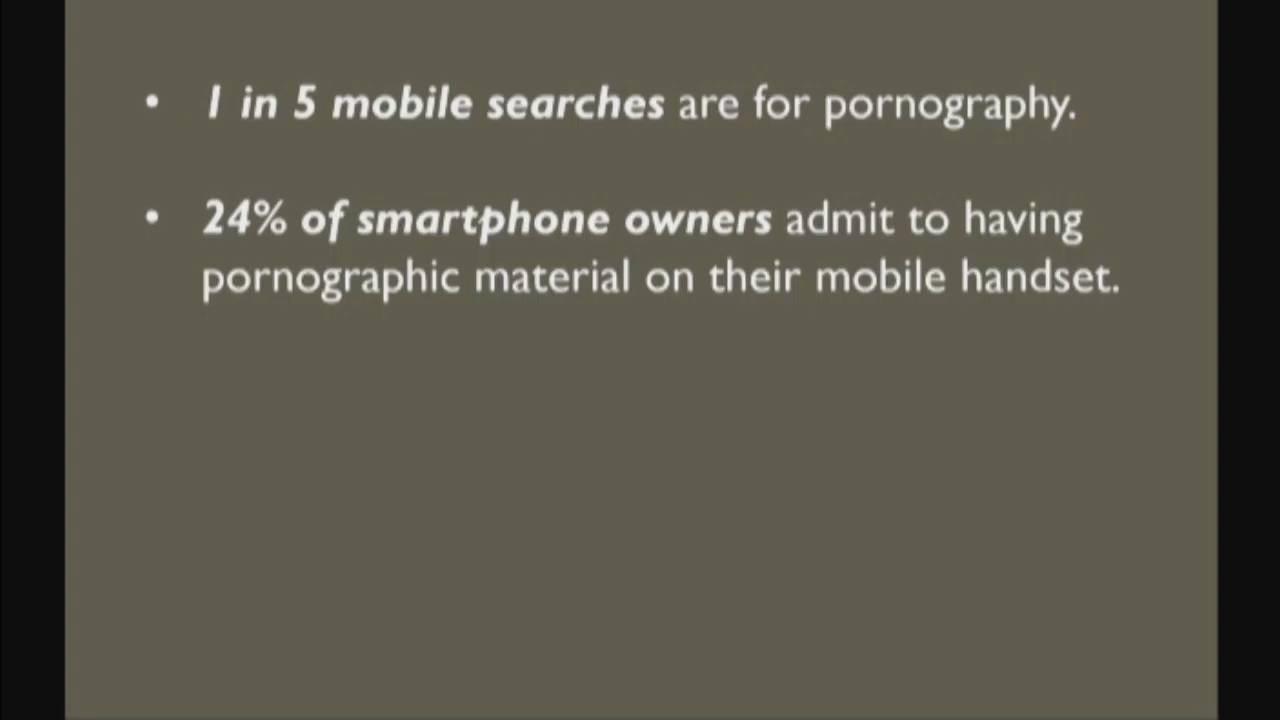 • 1 in 5 mobile searches are for pornography.
• 24% of smartphone owners admit to having
pornographic material on their mobile handset.